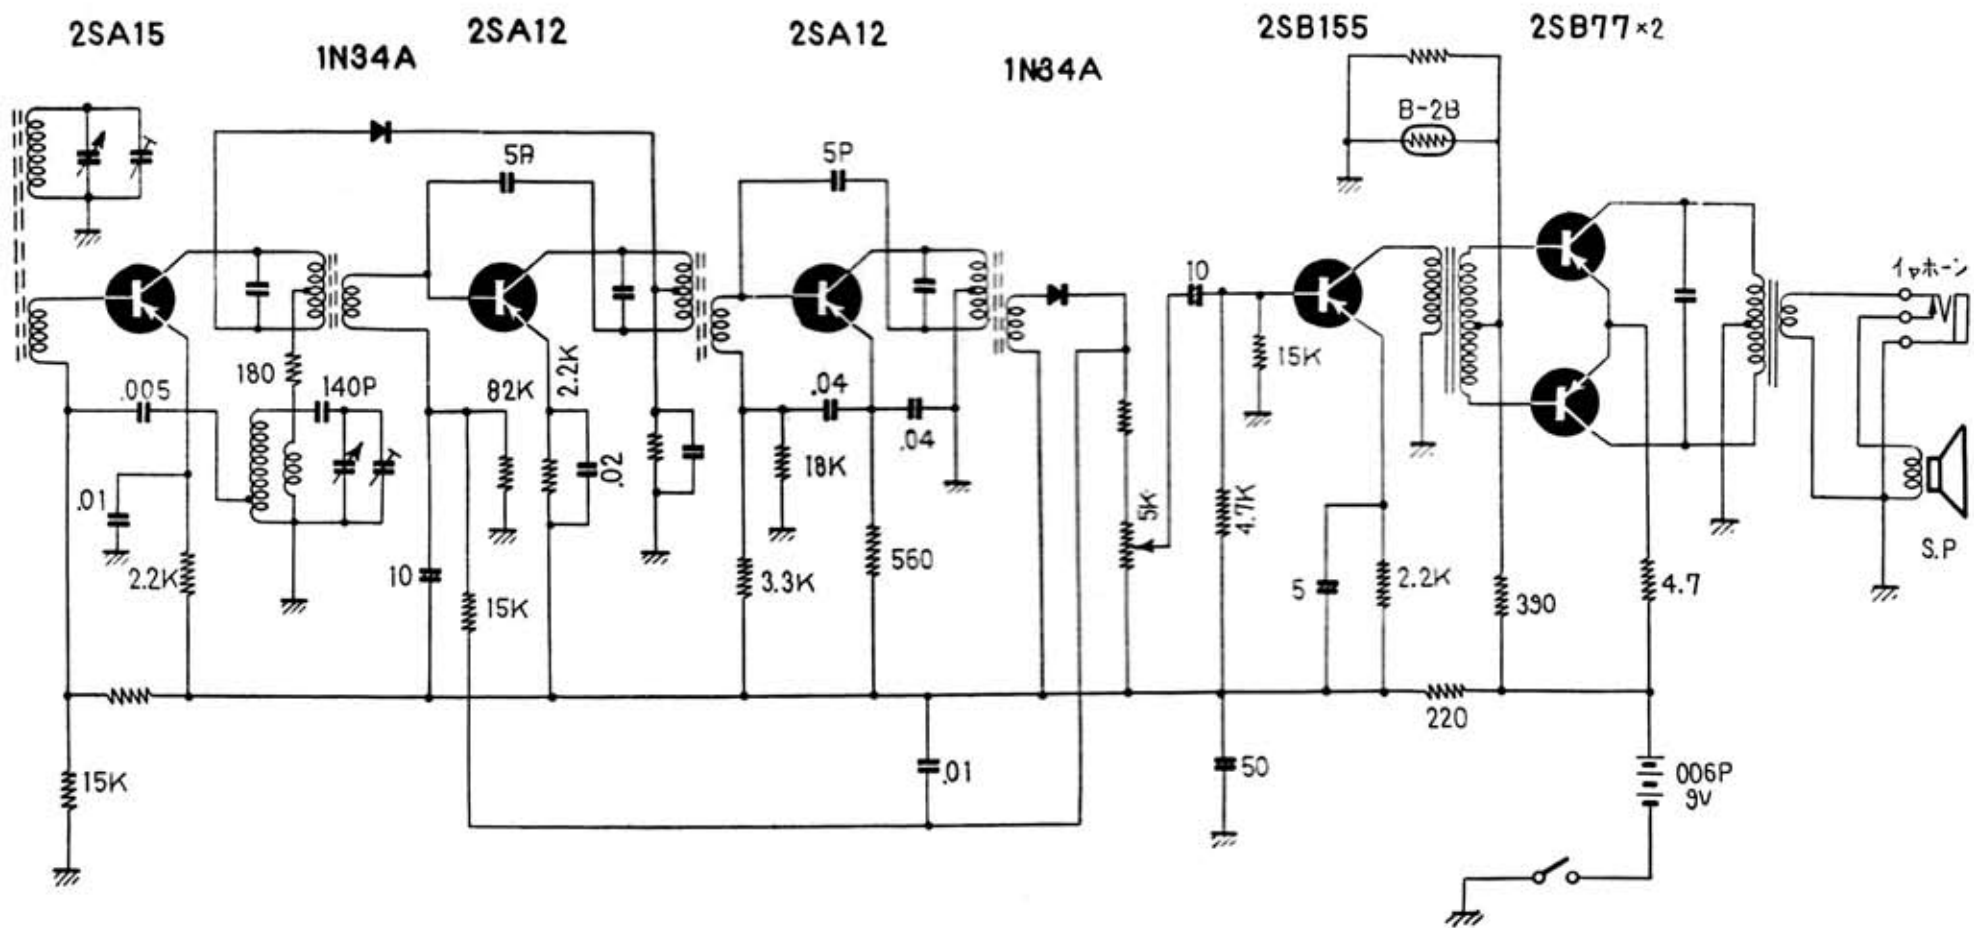 2SA15
1N34A
2SA12
2SA12
1N34A
2SB155
2SB77×2
B-2B
5P
5P
10
イヤホーン
15K
180
140P
.005
82K
2.2K
.04
.04
.02
18K
.01
2.2K
10
15K
3.3K
560
5K
4.7K
5
2.2K
390
4.7
S.P
220
15K
.01
50
006P
9V